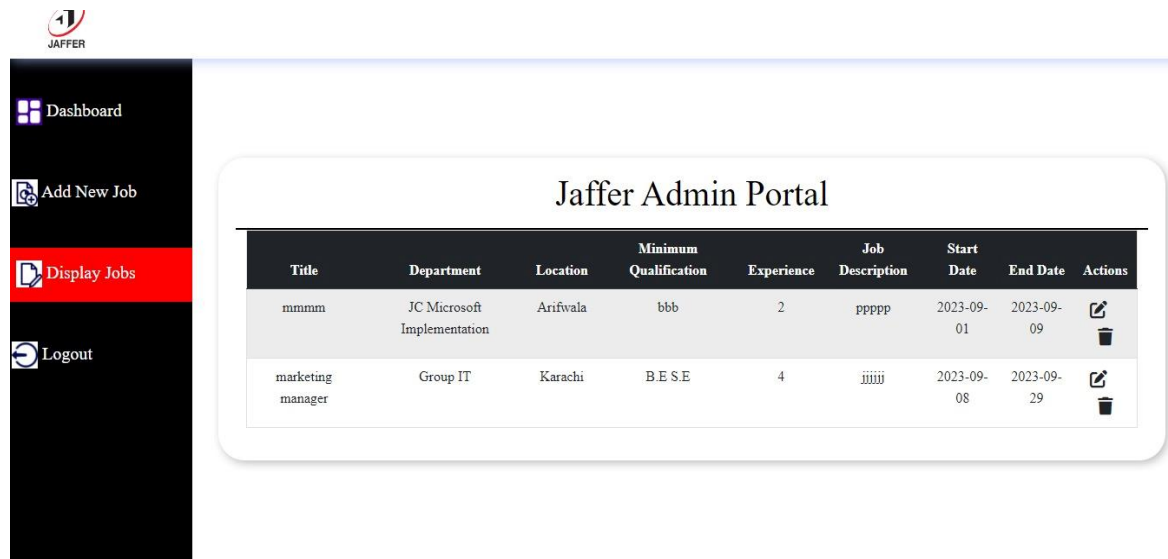 JAFFER
Dashboard
Add New Job
Display Jobs
Logout
Jaffer Admin Portal
Title Department Location Minimum Qualification Experience Job Description Start Date End Date Actions
mmmm JC Microsoft Implementation Arifwala bbb 2 ppppp 2023-09-01 2023-09-09
marketing manager Group IT Karachi B.E S.E 4 jjjjjj 2023-09-08 2023-09-29